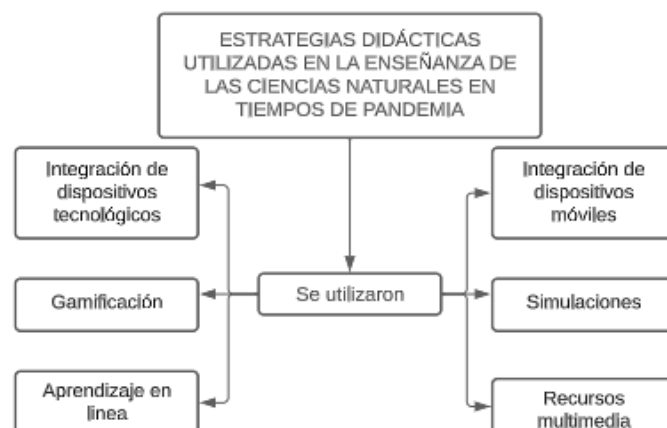 ESTRATEGIAS DIDÁCTICAS
UTILIZADAS EN LA ENSEÑANZA DE
LAS CIENCIAS NATURALES EN
TIEMPOS DE PANDEMIA
Integración de
dispositivos
tecnológicos
Integración de
dispositivos
móviles
Gamificación
Se utilizaron
Simulaciones
Aprendizaje en
linea
Recursos
multimedia